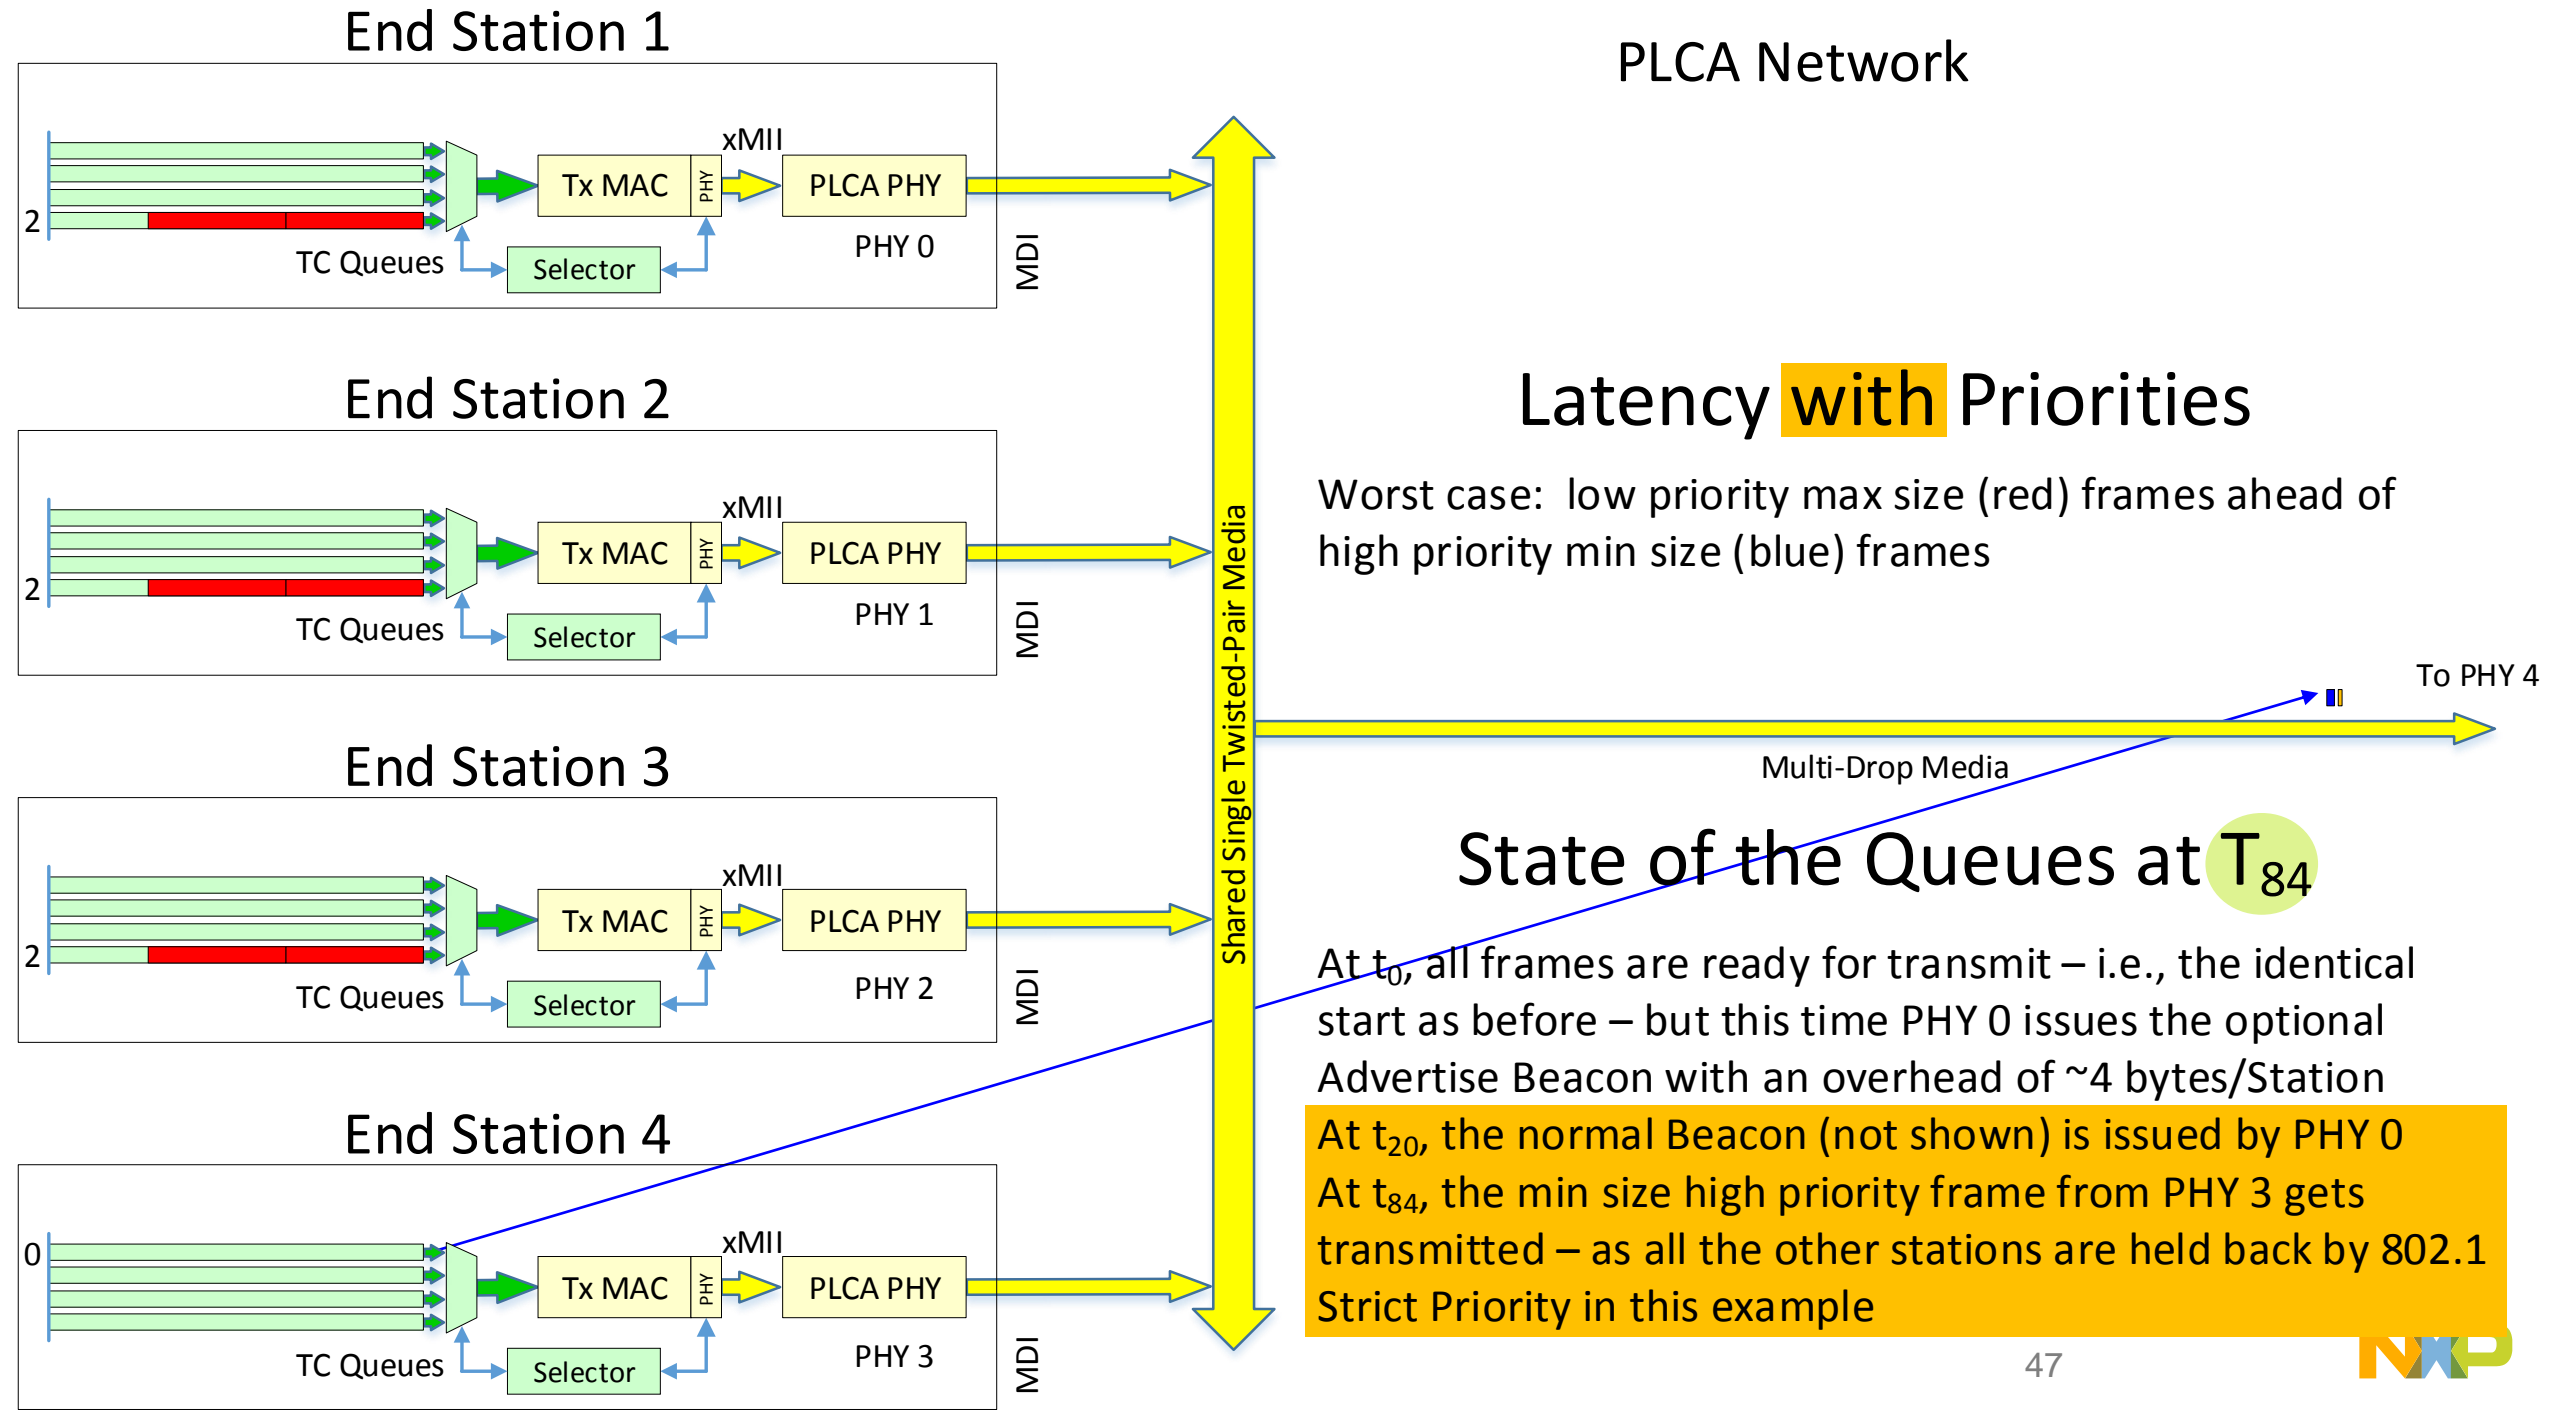 End Station 1
PLCA Network
xMII
Tx MAC
PHY
PLCA PHY
2
TC Queues
Selector
PHY 0
MDI
End Station 2
Latency with Priorities
Worst case:  low priority max size (red) frames ahead of
high priority min size (blue) frames
xMII
Tx MAC
PHY
PLCA PHY
2
TC Queues
Selector
PHY 1
MDI
Shared Single Twisted-Pair Media
To PHY 4
Multi-Drop Media
End Station 3
xMII
Tx MAC
PHY
PLCA PHY
2
TC Queues
Selector
PHY 2
MDI
State of the Queues at T84
At t0, all frames are ready for transmit – i.e., the identical
start as before – but this time PHY 0 issues the optional
Advertise Beacon with an overhead of ~4 bytes/Station
At t20, the normal Beacon (not shown) is issued by PHY 0
At t84, the min size high priority frame from PHY 3 gets
transmitted – as all the other stations are held back by 802.1
Strict Priority in this example
End Station 4
0
xMII
Tx MAC
PHY
PLCA PHY
TC Queues
Selector
PHY 3
MDI
47
NXP